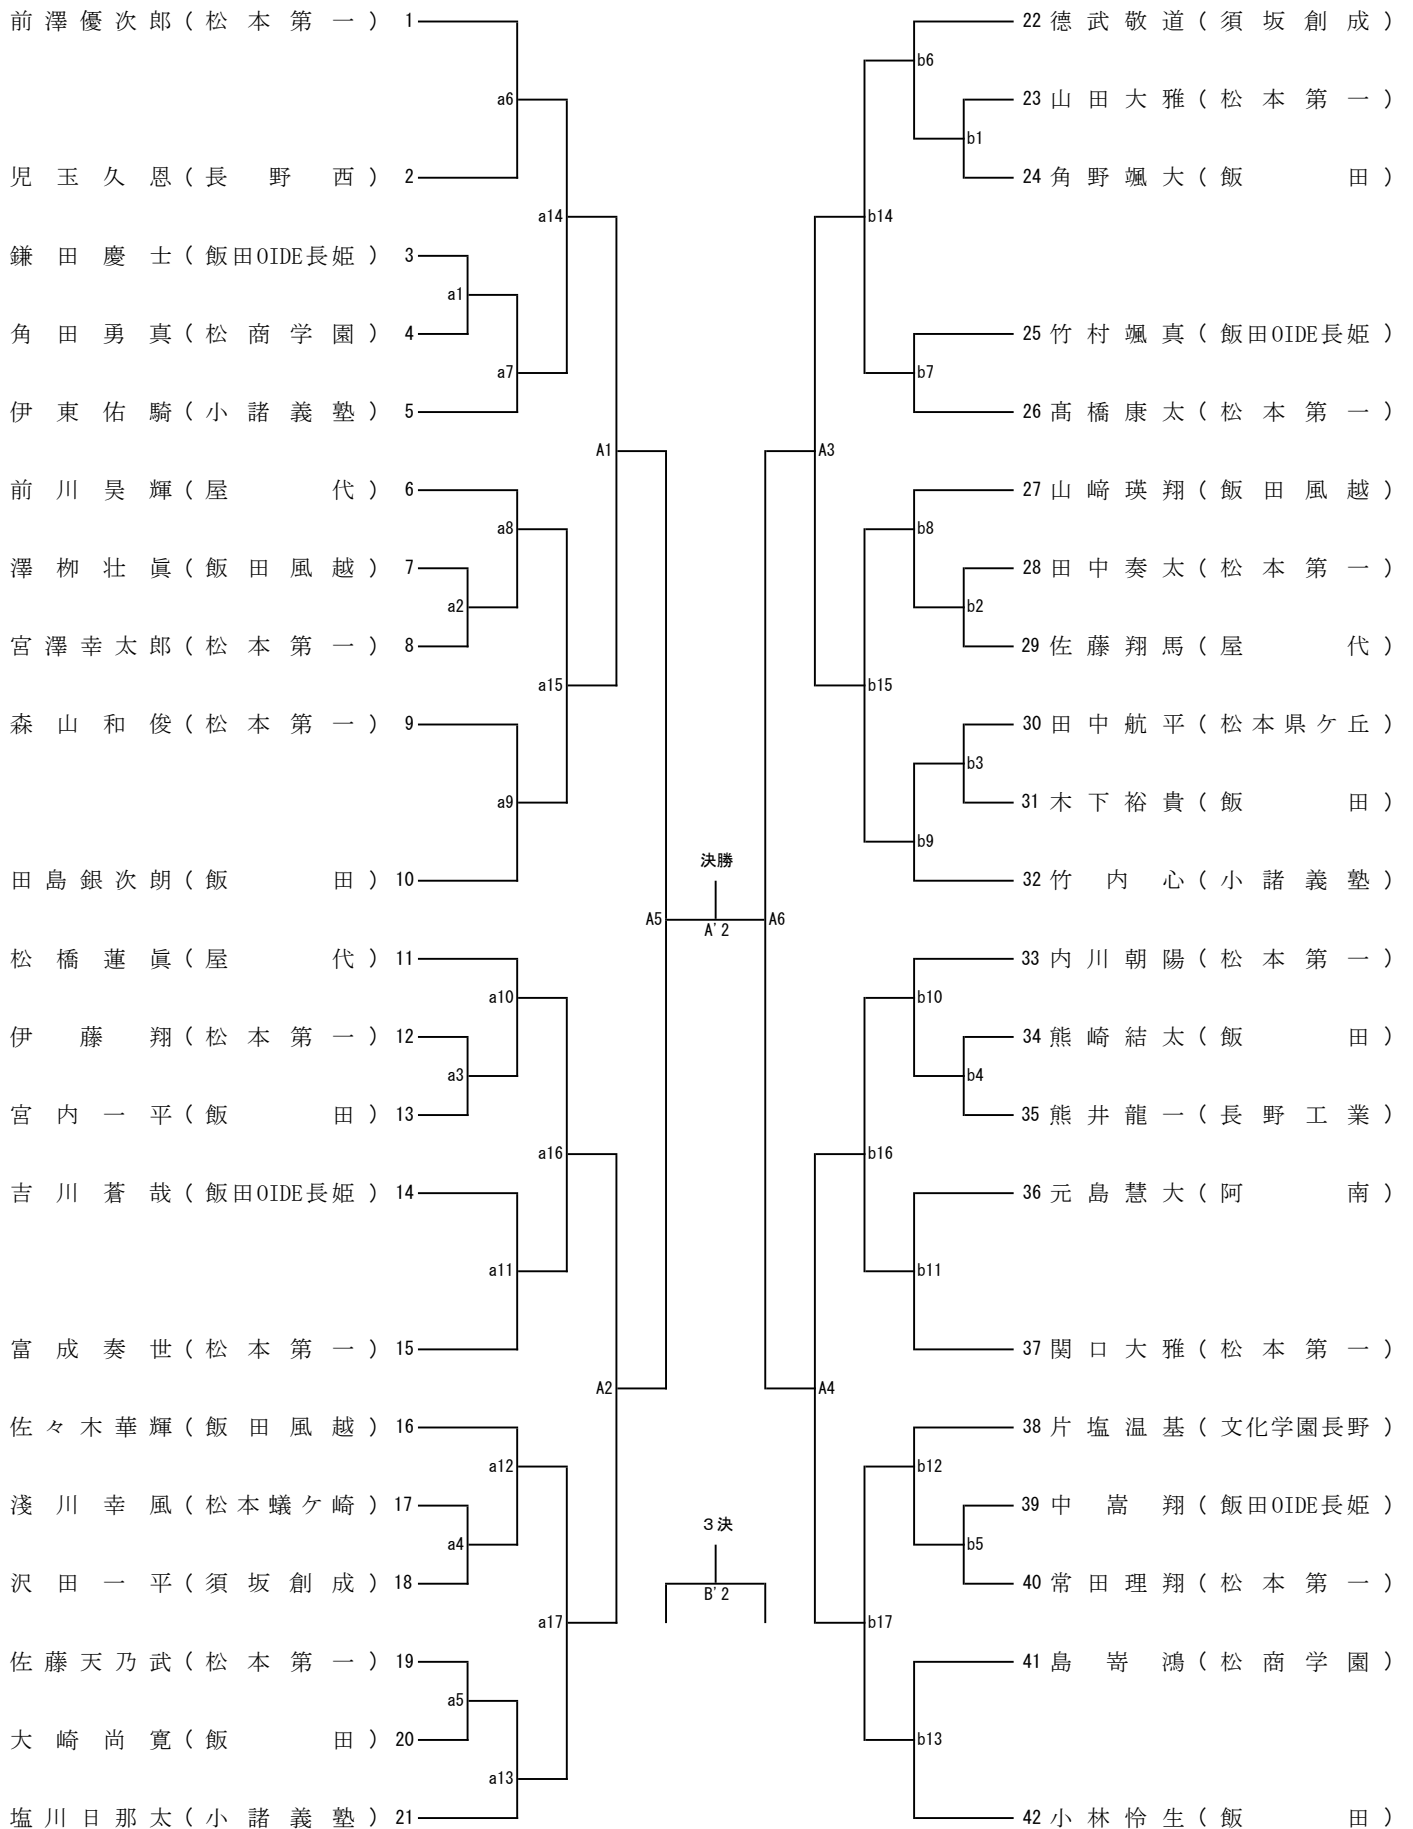 前澤優次郎（松本第一） 1
a6
児玉久恩（長野西） 2
a14
鎌田慶士（飯田OIDE長姫） 3
a1
角田勇真（松商学園） 4
a7
伊東佑騎（小諸義塾） 5
A1
前川昊輝（屋代） 6
a8
澤栁壮眞（飯田風越） 7
a2
宮澤幸太郎（松本第一） 8
a15
森山和俊（松本第一） 9
a9
田島銀次朗（飯田） 10
A5
松橋蓮眞（屋代） 11
a10
伊藤翔（松本第一） 12
a3
宮内一平（飯田） 13
a16
吉川蒼哉（飯田OIDE長姫） 14
a11
富成奏世（松本第一） 15
A2
佐々木華輝（飯田風越） 16
a12
淺川幸風（松本蟻ケ崎） 17
a4
沢田一平（須坂創成） 18
a17
佐藤天乃武（松本第一） 19
a5
大崎尚寛（飯田） 20
a13
塩川日那太（小諸義塾） 21
決勝
A'2
3決
B'2
22 德武敬道（須坂創成）
b6
23 山田大雅（松本第一）
b1
24 角野颯大（飯田）
b14
25 竹村颯真（飯田OIDE長姫）
b7
26 髙橋康太（松本第一）
A3
27 山﨑瑛翔（飯田風越）
b8
28 田中奏太（松本第一）
b2
29 佐藤翔馬（屋代）
b15
30 田中航平（松本県ケ丘）
b3
31 木下裕貴（飯田）
b9
32 竹内心（小諸義塾）
A6
33 内川朝陽（松本第一）
b10
34 熊崎結太（飯田）
b4
35 熊井龍一（長野工業）
b16
36 元島慧大（阿南）
b11
37 関口大雅（松本第一）
A4
38 片塩温基（文化学園長野）
b12
39 中嵩翔（飯田OIDE長姫）
b5
40 常田理翔（松本第一）
b17
41 島嵜鴻（松商学園）
b13
42 小林怜生（飯田）